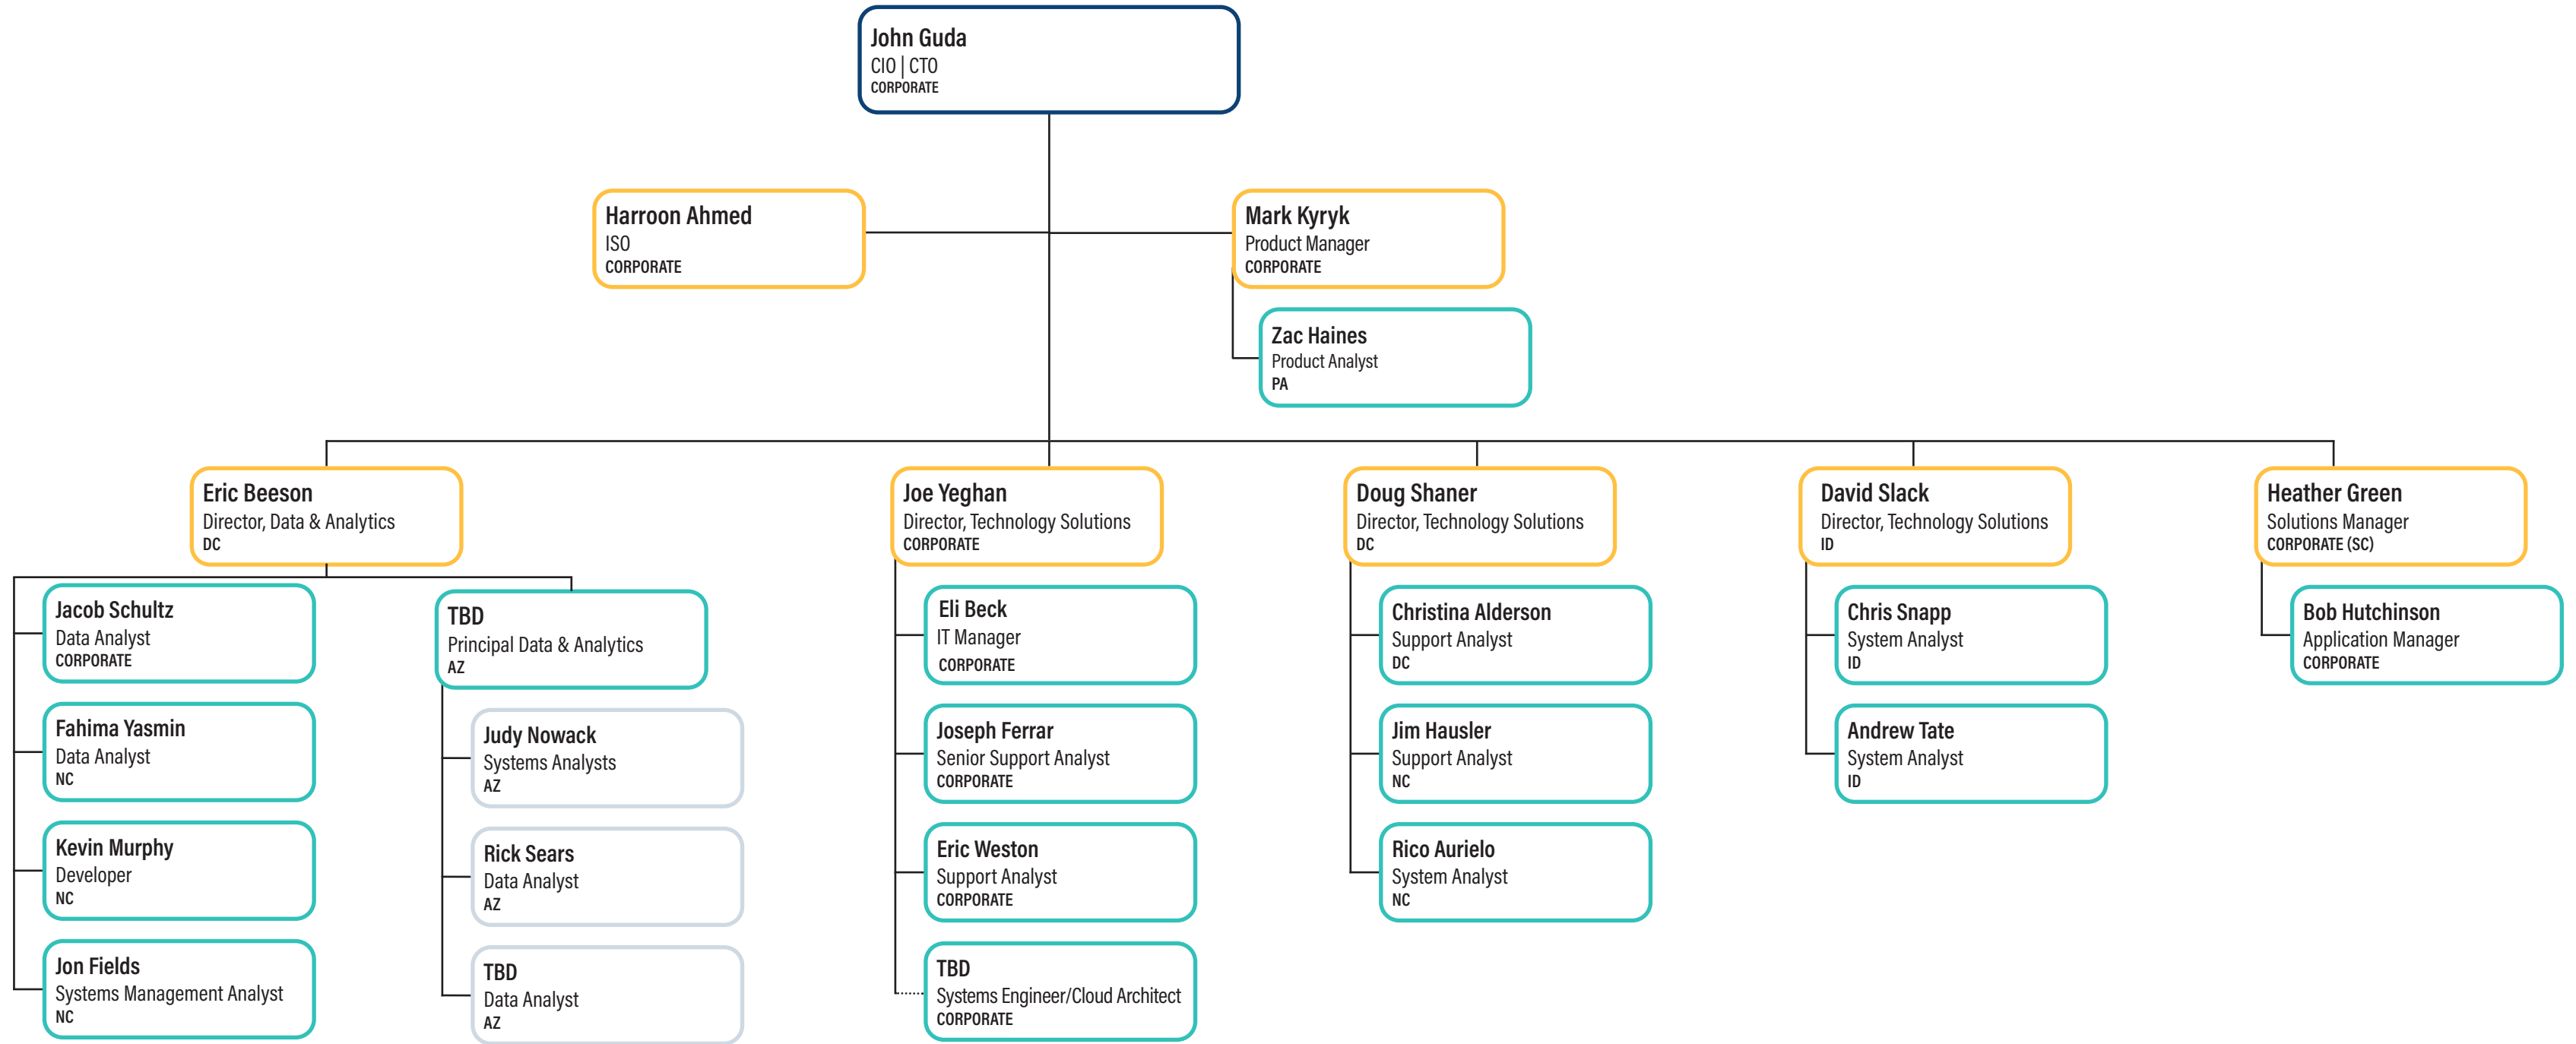 John Guda
CIO | CTO
CORPORATE
Harroon Ahmed
ISO
CORPORATE
Mark Kyryk
Product Manager
CORPORATE
Zac Haines
Product Analyst
PA
Eric Beeson
Director, Data & Analytics
DC
Jacob Schultz
Data Analyst
CORPORATE
Fahima Yasmin
Data Analyst
NC
Kevin Murphy
Developer
NC
Jon Fields
Systems Management Analyst
NC
TBD
Principal Data & Analytics
AZ
Judy Nowack
Systems Analysts
AZ
Rick Sears
Data Analyst
AZ
TBD
Data Analyst
AZ
Joe Yeghan
Director, Technology Solutions
CORPORATE
Eli Beck
IT Manager
CORPORATE
Joseph Ferrar
Senior Support Analyst
CORPORATE
Eric Weston
Support Analyst
CORPORATE
TBD
Systems Engineer/Cloud Architect
CORPORATE
Doug Shaner
Director, Technology Solutions
DC
Christina Alderson
Support Analyst
DC
Jim Hausler
Support Analyst
NC
Rico Aurielo
System Analyst
NC
David Slack
Director, Technology Solutions
ID
Chris Snapp
System Analyst
ID
Andrew Tate
System Analyst
ID
Heather Green
Solutions Manager
CORPORATE (SC)
Bob Hutchinson
Application Manager
CORPORATE